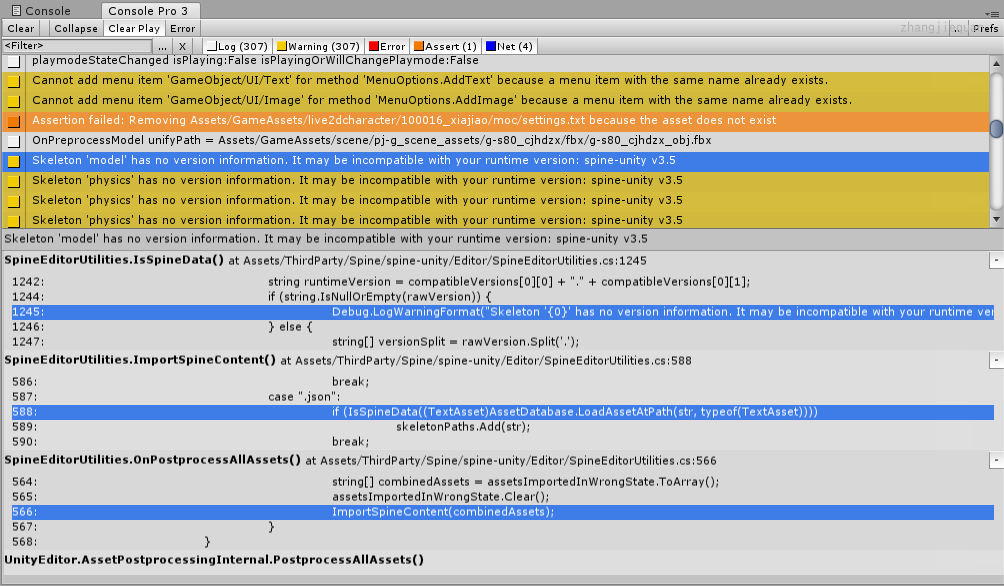 Console
Console Pro 3
Clear
Collapse
Clear Play
Error
Prefs
<Filter>
...
X
Log (307)
Warning (307)
Error
Assert (1)
Net (4)
playmodeStateChanged isPlaying:False isPlayingOrWillChangePlaymode:False
Cannot add menu item 'GameObject/UI/Text' for method 'MenuOptions.AddText' because a menu item with the same name already exists.
Cannot add menu item 'GameObject/UI/Image' for method 'MenuOptions.AddImage' because a menu item with the same name already exists.
Assertion failed: Removing Assets/GameAssets/live2dcharacter/100016_xiajiao/moc/settings.txt because the asset does not exist
OnPreprocessModel unifyPath = Assets/GameAssets/scene/pj-g_scene_assets/g-s80_cjhdzx/fbx/g-s80_cjhdzx_obj.fbx
Skeleton 'model' has no version information. It may be incompatible with your runtime version: spine-unity v3.5
Skeleton 'physics' has no version information. It may be incompatible with your runtime version: spine-unity v3.5
Skeleton 'physics' has no version information. It may be incompatible with your runtime version: spine-unity v3.5
Skeleton 'physics' has no version information. It may be incompatible with your runtime version: spine-unity v3.5
Skeleton 'model' has no version information. It may be incompatible with your runtime version: spine-unity v3.5
SpineEditorUtilities.IsSpineData() at Assets/ThirdParty/Spine/spine-unity/Editor/SpineEditorUtilities.cs:1245
1242: string runtimeVersion = compatibleVersions[0][0] + "." + compatibleVersions[0][1];
1244: if (string.IsNullOrEmpty(rawVersion)) {
1245: Debug.LogWarningFormat("Skeleton '{0}' has no version information. It may be incompatible with your runtime ver
1246: } else {
1247: string[] versionSplit = rawVersion.Split('.');
SpineEditorUtilities.ImportSpineContent() at Assets/ThirdParty/Spine/spine-unity/Editor/SpineEditorUtilities.cs:588
586: break;
587: case ".json":
588: if (IsSpineData((TextAsset)AssetDatabase.LoadAssetAtPath(str, typeof(TextAsset))))
589: skeletonPaths.Add(str);
590: break;
SpineEditorUtilities.OnPostprocessAllAssets() at Assets/ThirdParty/Spine/spine-unity/Editor/SpineEditorUtilities.cs:566
564: string[] combinedAssets = assetsImportedInWrongState.ToArray();
565: assetsImportedInWrongState.Clear();
566: ImportSpineContent(combinedAssets);
567: }
568: }
UnityEditor.AssetPostprocessingInternal.PostprocessAllAssets()